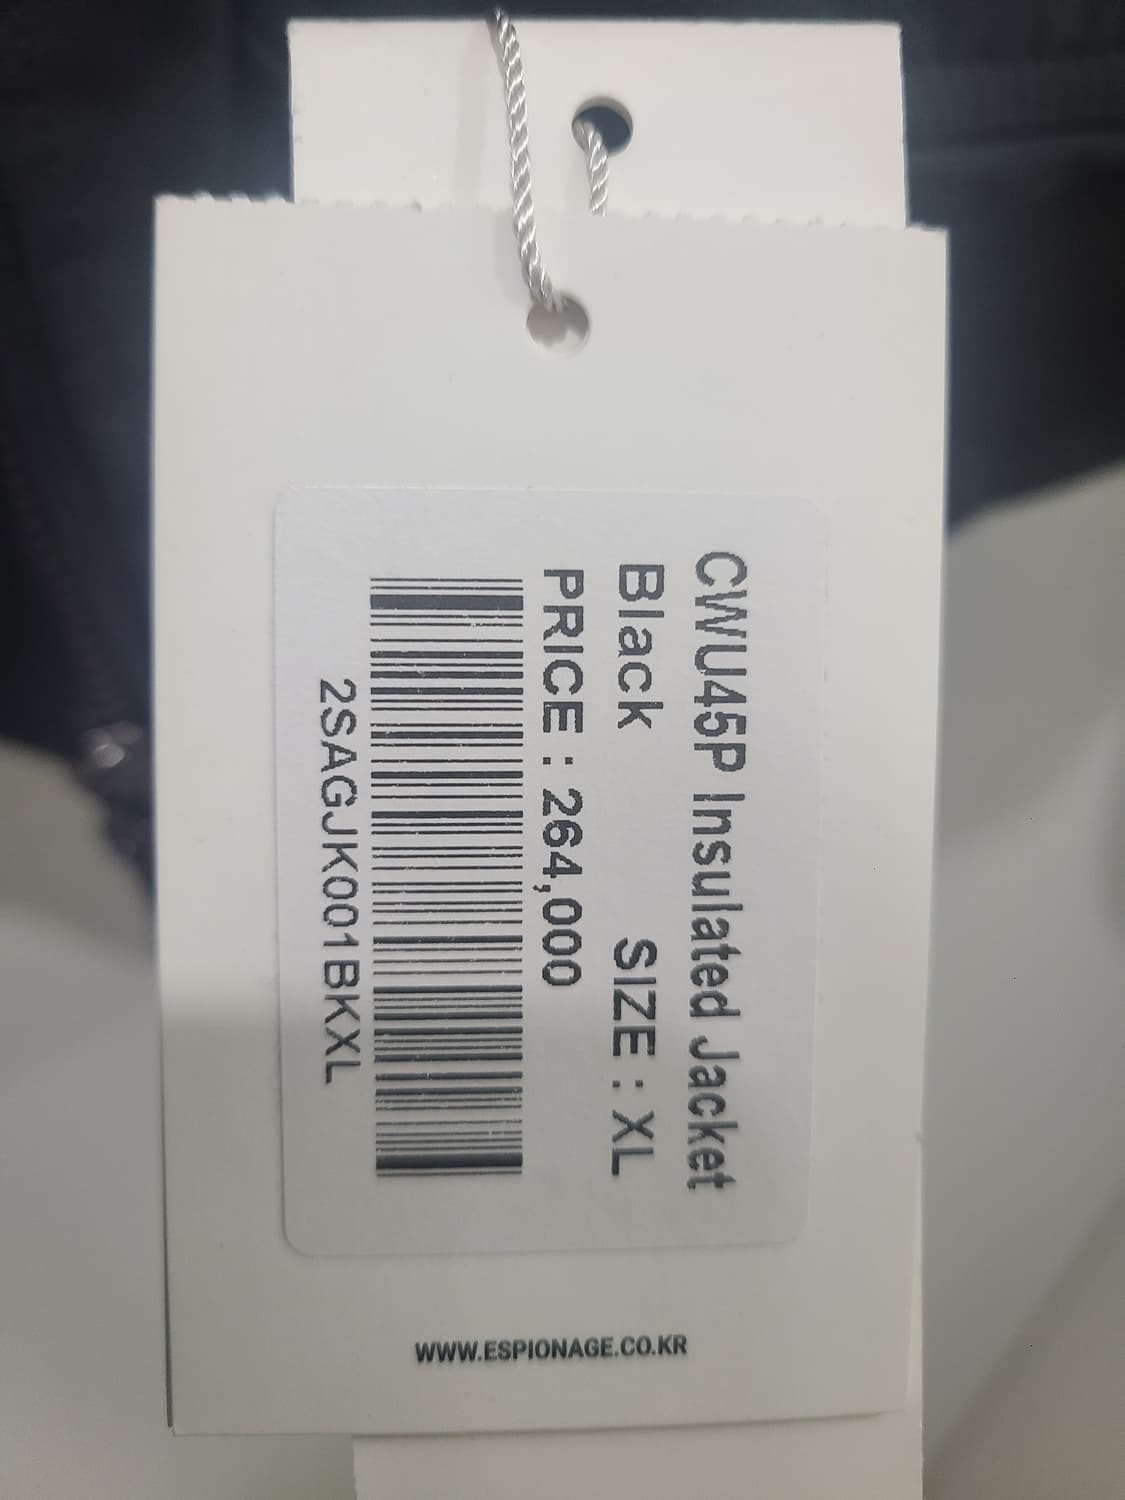 CWU45P Insulated Jacket
Black SIZE : XL
PRICE : 264,000
2SAGJK001BKXL
WWW.ESPIONAGE.CO.KR